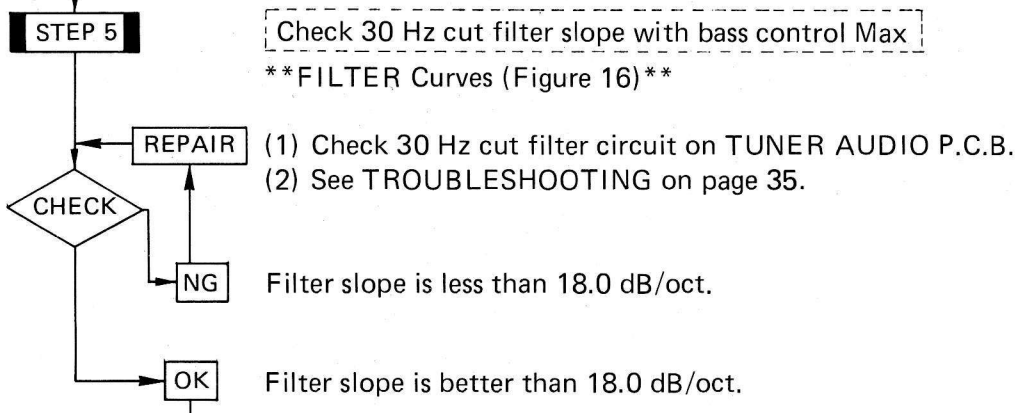 STEP 5
Check 30 Hz cut filter slope with bass control Max
**FILTER Curves (Figure 16)**
REPAIR
(1) Check 30 Hz cut filter circuit on TUNER AUDIO P.C.B.
(2) See TROUBLESHOOTING on page 35.
CHECK
NG
Filter slope is less than 18.0 dB/oct.
OK
Filter slope is better than 18.0 dB/oct.